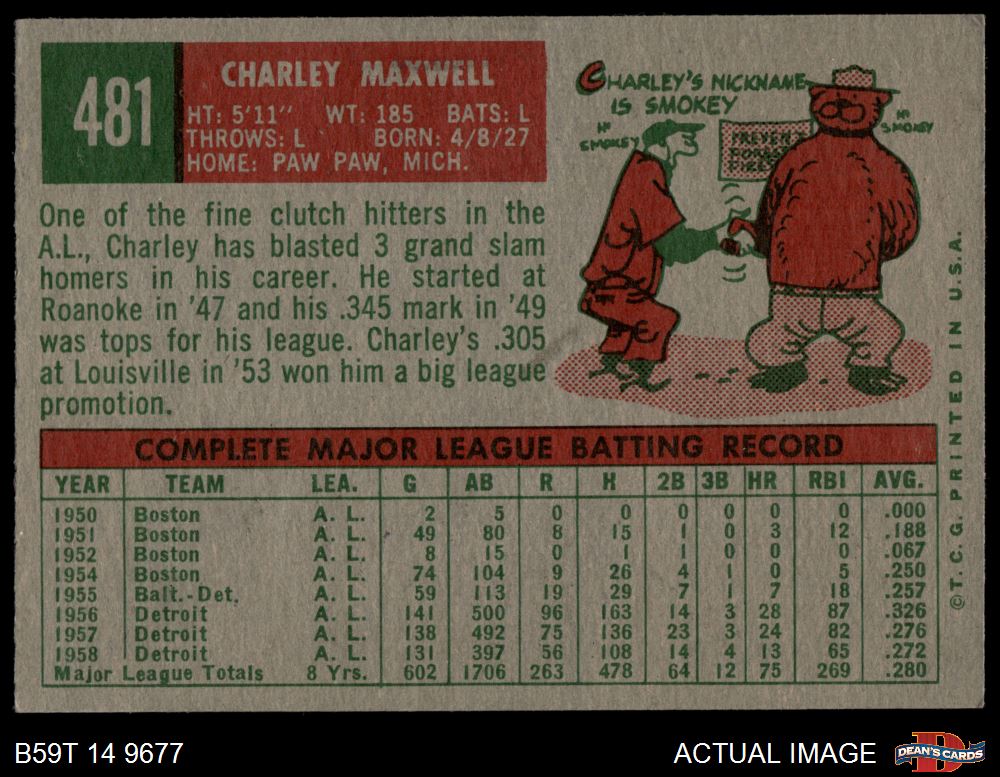 481
CHARLEY MAXWELL
HT: 5'11" WT: 185 BATS: L
THROWS: L BORN: 4/8/27
HOME: PAW PAW, MICH.
CHARLEY'S NICKNAME
IS SMOKEY
HI
SMOKEY
PREVENT
FOREST
FIRES
HI
SMOKEY
One of the fine clutch hitters in the
A.L., Charley has blasted 3 grand slam
homers in his career. He started at
Roanoke in '47 and his .345 mark in '49
was tops for his league. Charley's .305
at Louisville in '53 won him a big league
promotion.
COMPLETE MAJOR LEAGUE BATTING RECORD
YEAR TEAM LEA. G AB R H 2B 3B HR RBI AVG.
1950 Boston A. L. 2 5 0 0 0 0 0 0 .000
1951 Boston A. L. 49 80 8 15 1 0 3 12 .188
1952 Boston A. L. 8 15 0 1 1 0 0 0 .067
1954 Boston A. L. 74 104 9 26 4 1 0 5 .250
1955 Balt.-Det. A. L. 59 113 19 29 7 1 7 18 .257
1956 Detroit A. L. 141 500 96 163 14 3 28 87 .326
1957 Detroit A. L. 138 492 75 136 23 3 24 82 .276
1958 Detroit A. L. 131 397 56 108 14 4 13 65 .272
Major League Totals 8 Yrs. 602 1706 263 478 64 12 75 269 .280
© T. C. G. PRINTED IN U.S.A.
B59T 14 9677
ACTUAL IMAGE
DEAN'S CARDS